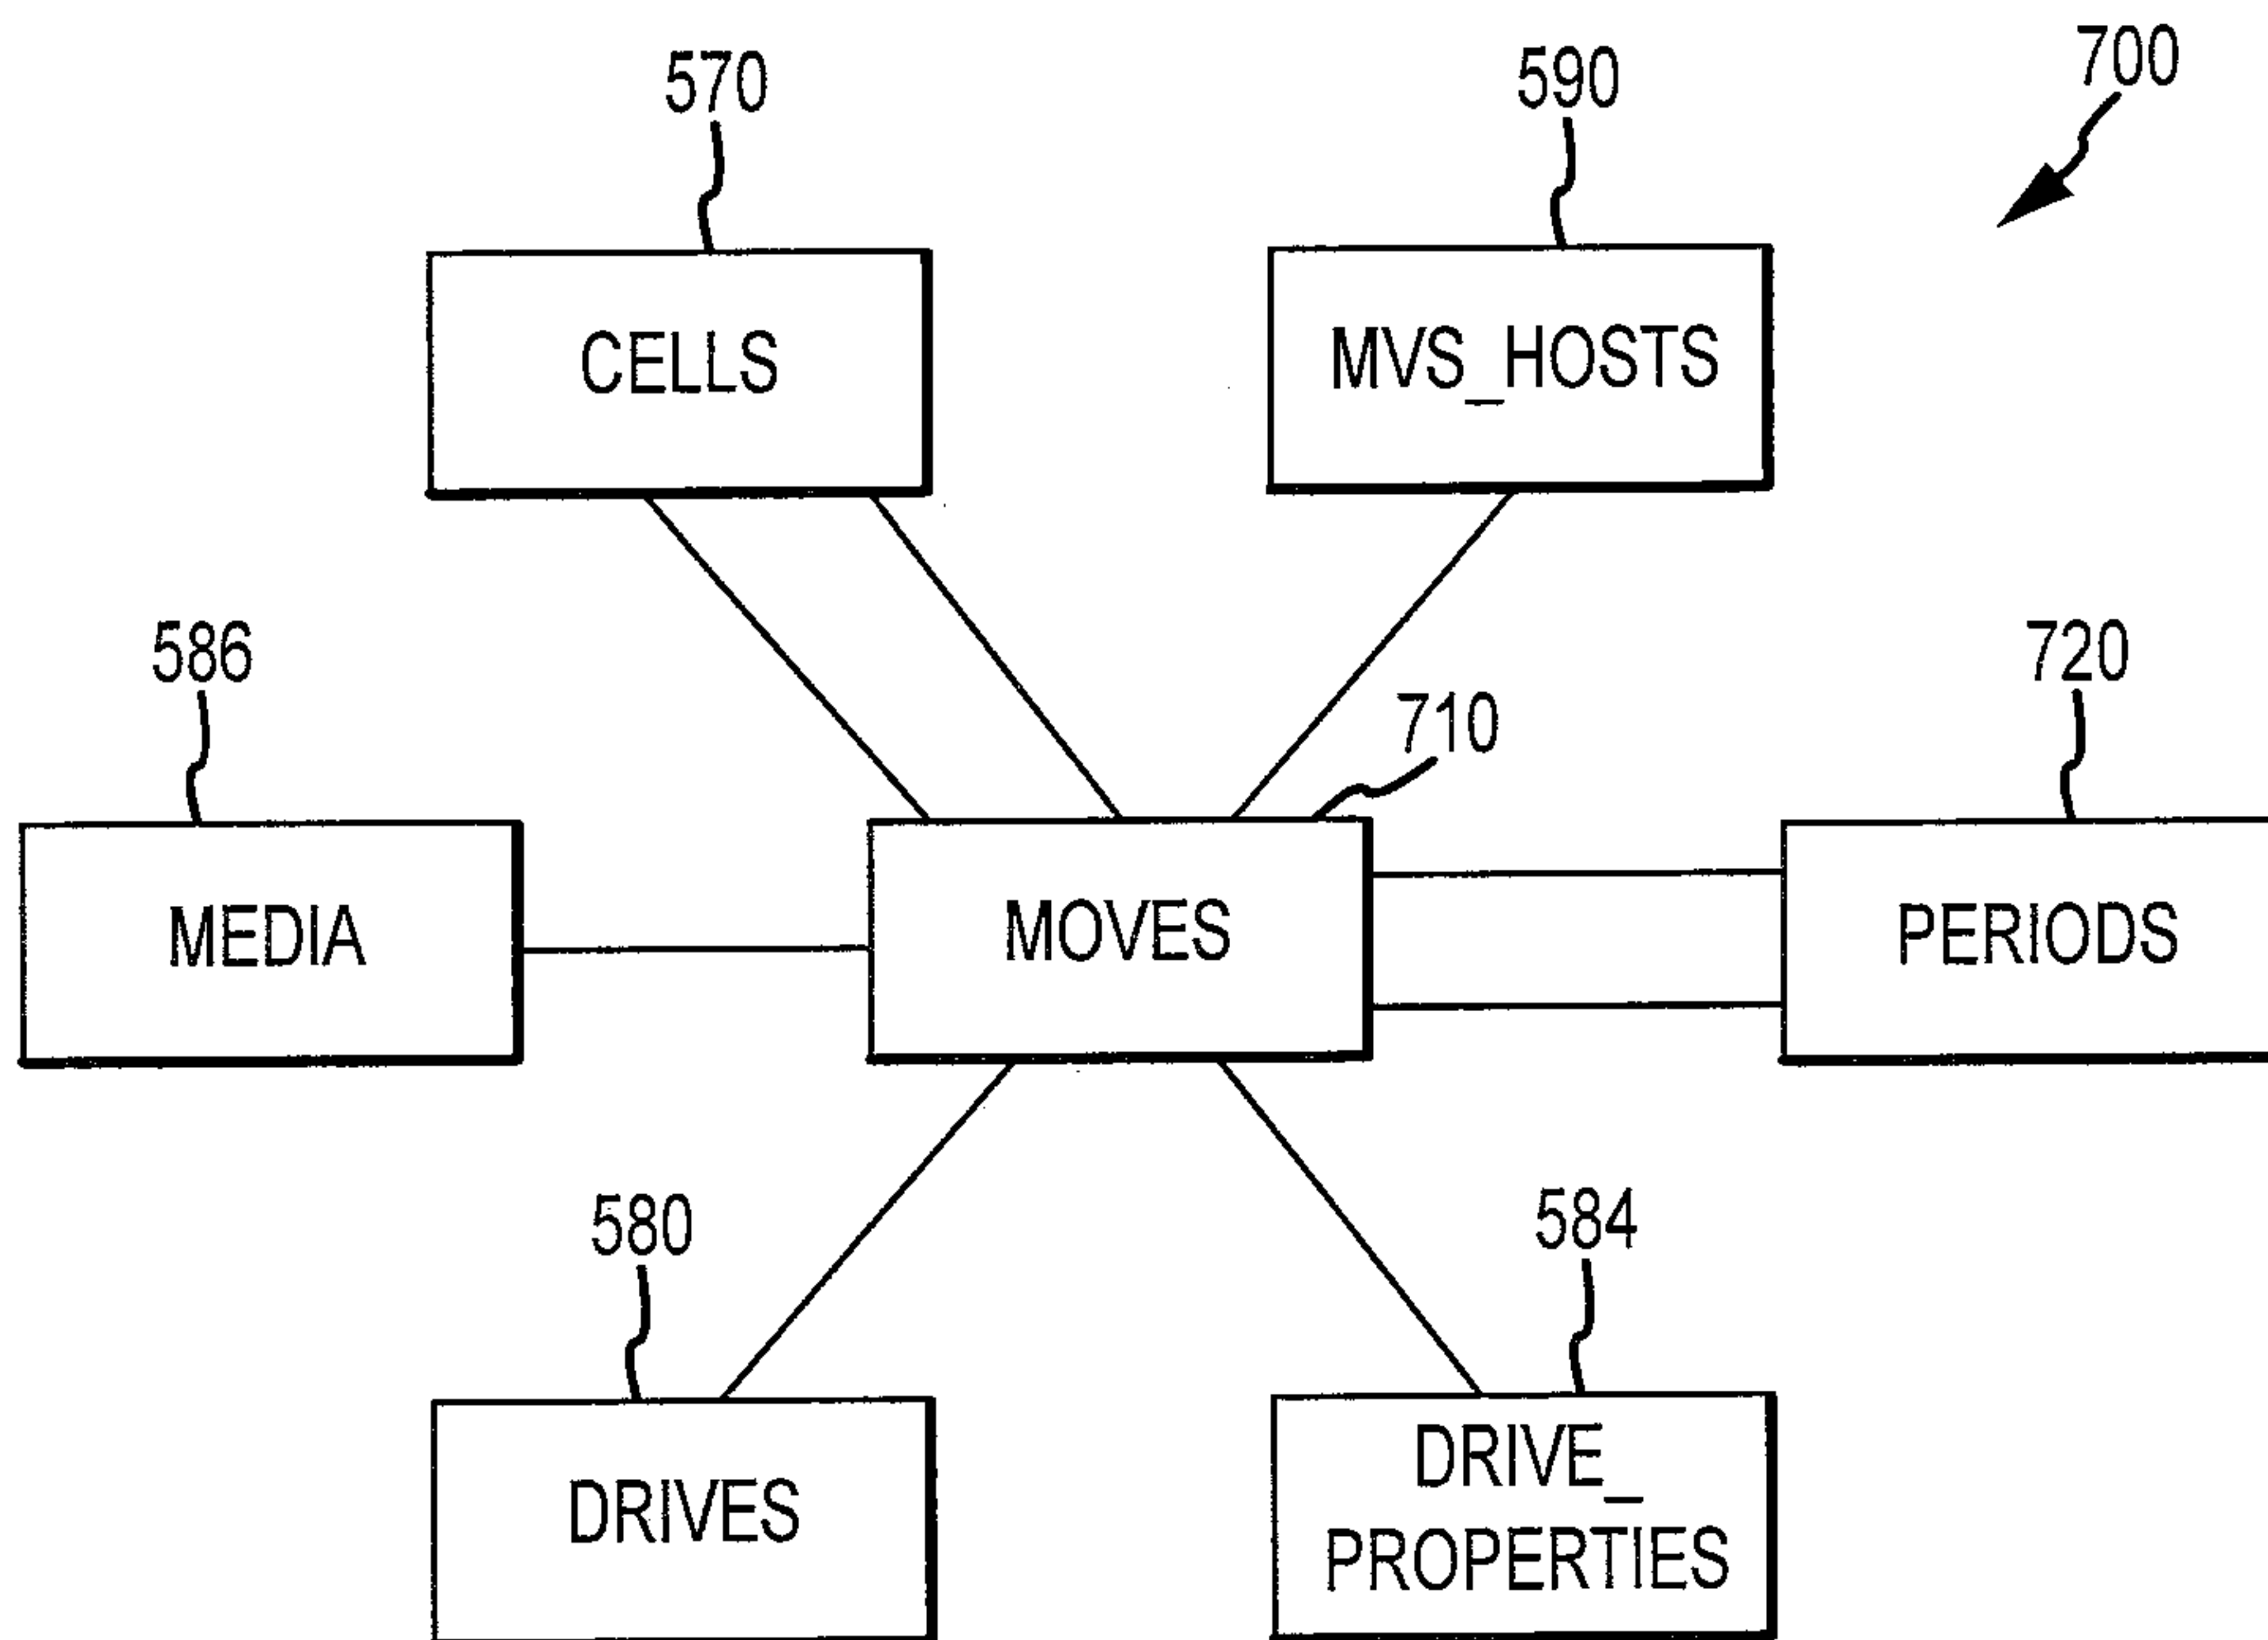 700
570
590
CELLS
MVS_HOSTS
586
710
720
MEDIA
MOVES
PERIODS
580
584
DRIVES
DRIVE_
PROPERTIES